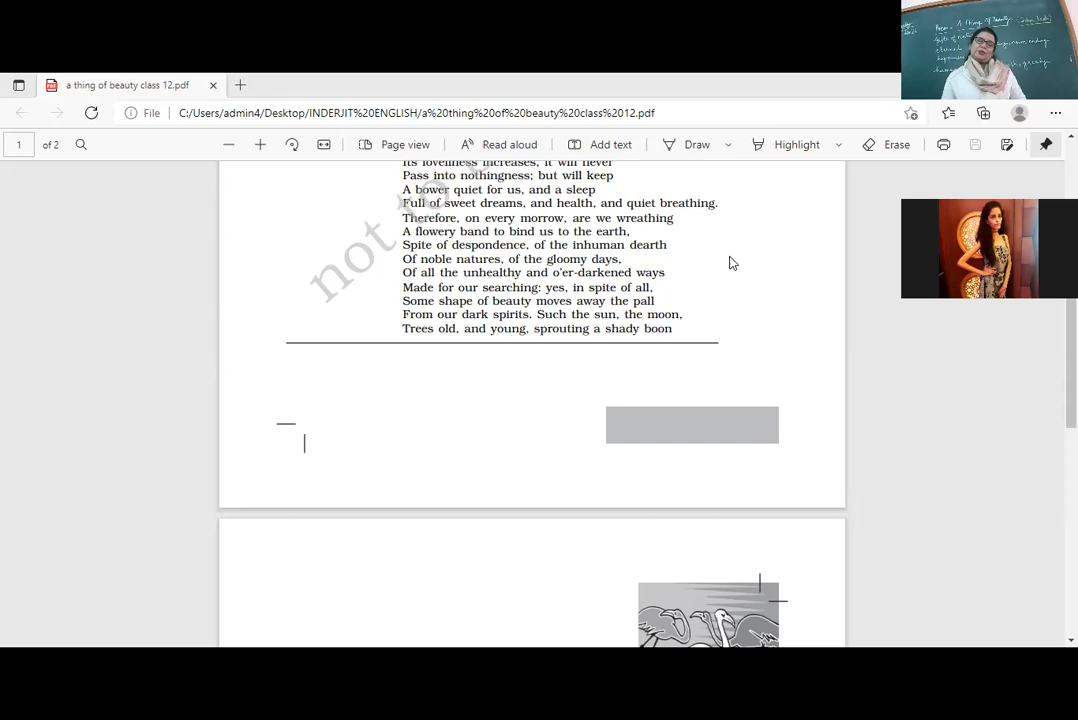 Poem - A Thing of Beauty
a thing of beauty class 12.pdf
File
C:/Users/admin4/Desktop/INDERJIT%20ENGLISH/a%20thing%20of%20beauty%20class%2012.pdf
1 of 2
Page view
Read aloud
Add text
Draw
Highlight
Erase
Its loveliness increases, it will never
Pass into nothingness; but will keep
A bower quiet for us, and a sleep
Full of sweet dreams, and health, and quiet breathing.
Therefore, on every morrow, are we wreathing
A flowery band to bind us to the earth,
Spite of despondence, of the inhuman dearth
Of noble natures, of the gloomy days,
Of all the unhealthy and o'er-darkened ways
Made for our searching: yes, in spite of all,
Some shape of beauty moves away the pall
From our dark spirits. Such the sun, the moon,
Trees old, and young, sprouting a shady boon
not to